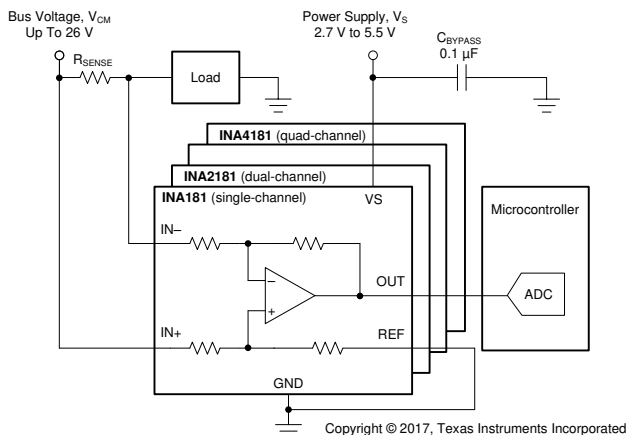 Bus Voltage, VCM
Up To 26 V
Power Supply, VS
2.7 V to 5.5 V
CBYPASS
0.1 µF
RSENSE
Load
INA4181 (quad-channel)
INA2181 (dual-channel)
INA181 (single-channel)
VS
Microcontroller
IN–
OUT
ADC
IN+
REF
GND
Copyright © 2017, Texas Instruments Incorporated